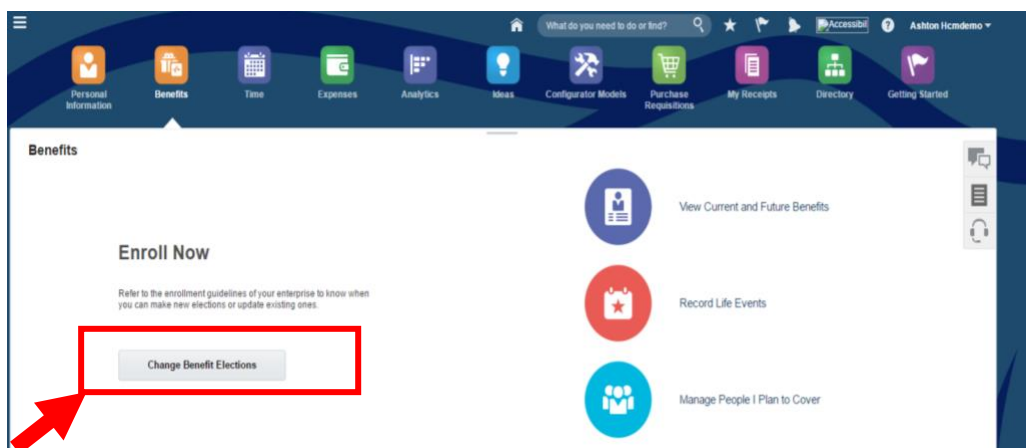 What do you need to do or find?
Accessibil
?
Ashton Hcmdemo
Personal
Information
Benefits
Time
Expenses
Analytics
Ideas
Configurator Models
Purchase
Requisitions
My Receipts
Directory
Getting Started
Benefits
Enroll Now
Refer to the enrollment guidelines of your enterprise to know when
you can make new elections or update existing ones.
Change Benefit Elections
View Current and Future Benefits
Record Life Events
Manage People I Plan to Cover